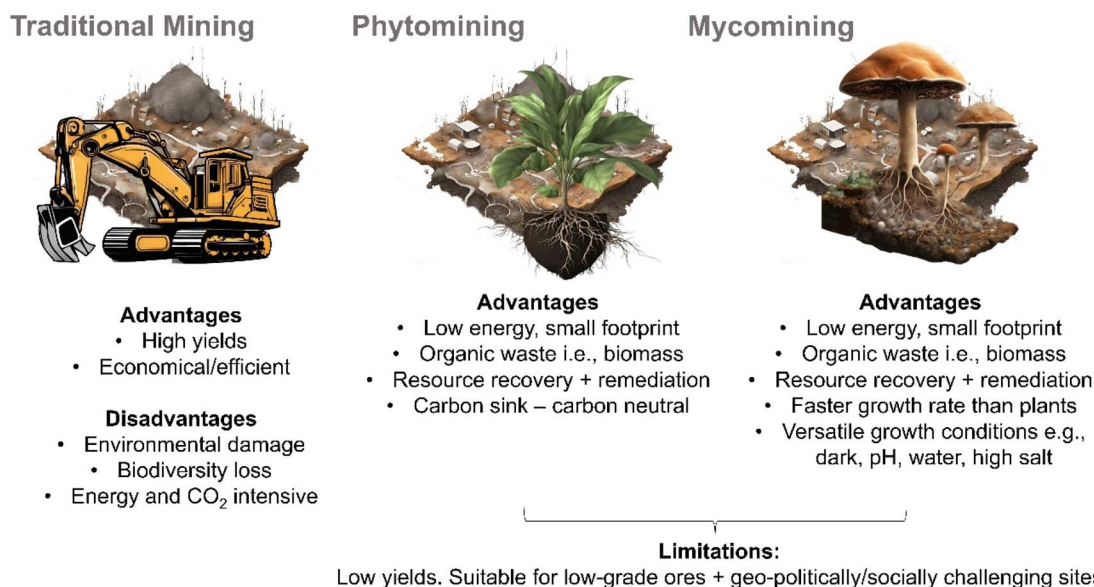 Traditional Mining
Phytomining
Mycomining
Advantages
• High yields
• Economical/efficient
Disadvantages
• Environmental damage
• Biodiversity loss
• Energy and CO₂ intensive
Advantages
• Low energy, small footprint
• Organic waste i.e., biomass
• Resource recovery + remediation
• Carbon sink – carbon neutral
Advantages
• Low energy, small footprint
• Organic waste i.e., biomass
• Resource recovery + remediation
• Faster growth rate than plants
• Versatile growth conditions e.g.,
dark, pH, water, high salt
Limitations:
Low yields. Suitable for low-grade ores + geo-politically/socially challenging sites